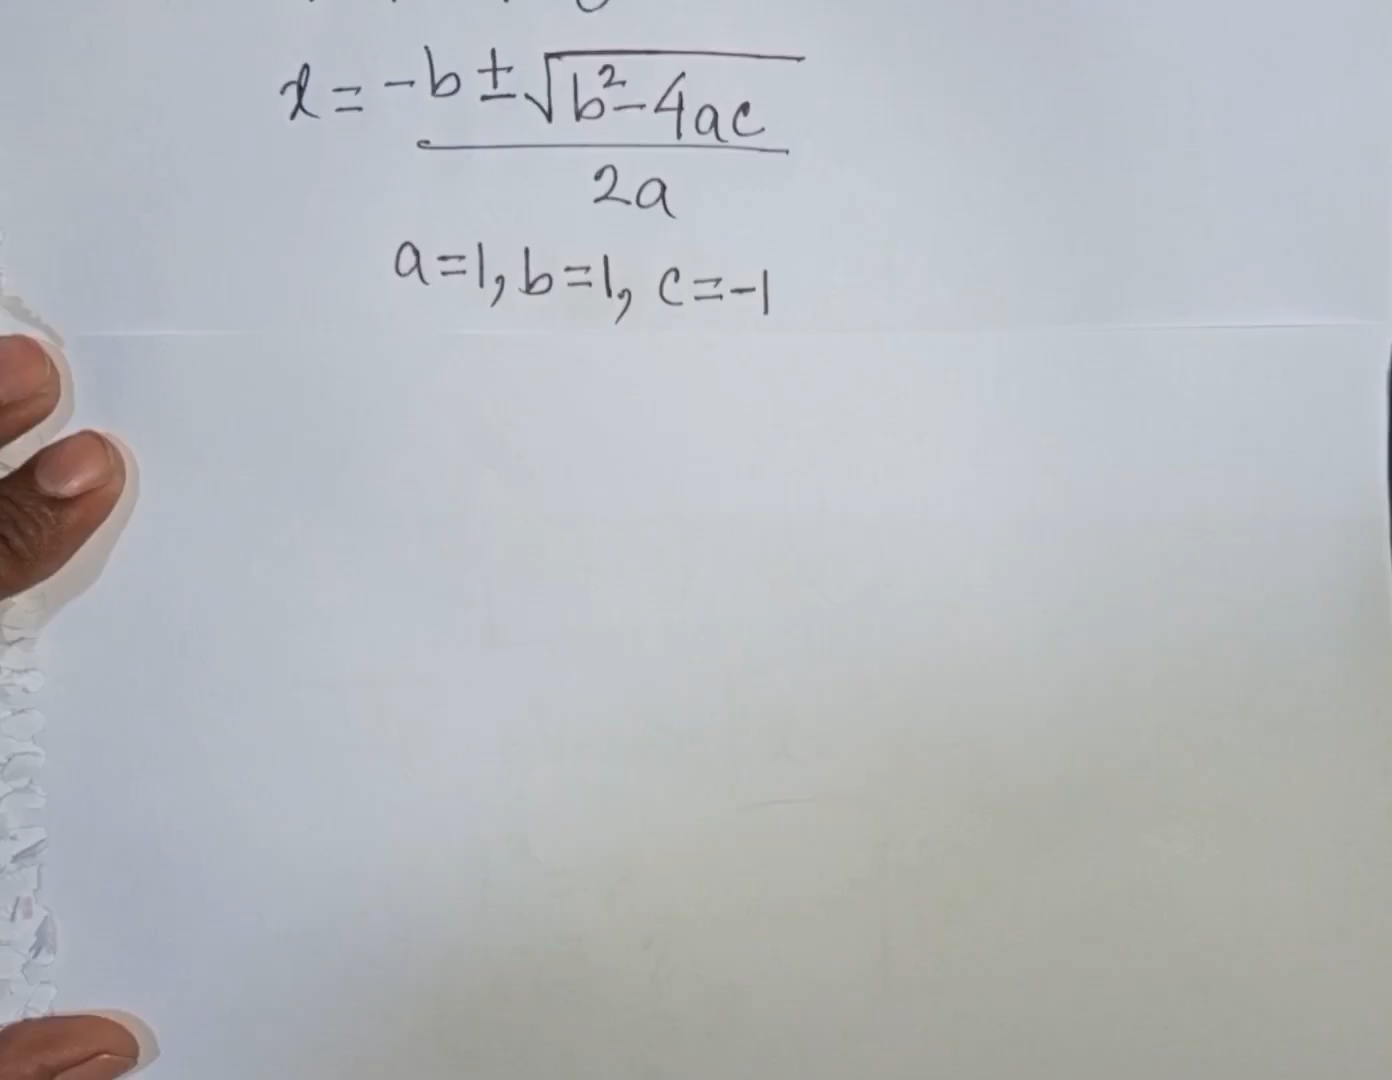 x = -b ± √b²-4ac
2a
a=1, b=1, c=-1